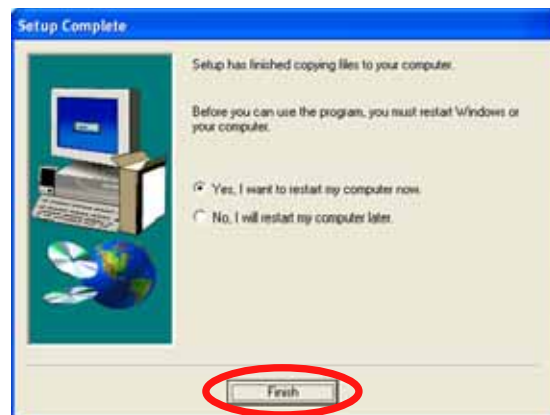 Setup Complete
Setup has finished copying files to your computer.
Before you can use the program, you must restart Windows or
your computer.
Yes, I want to restart my computer now.
No, I will restart my computer later.
Finish